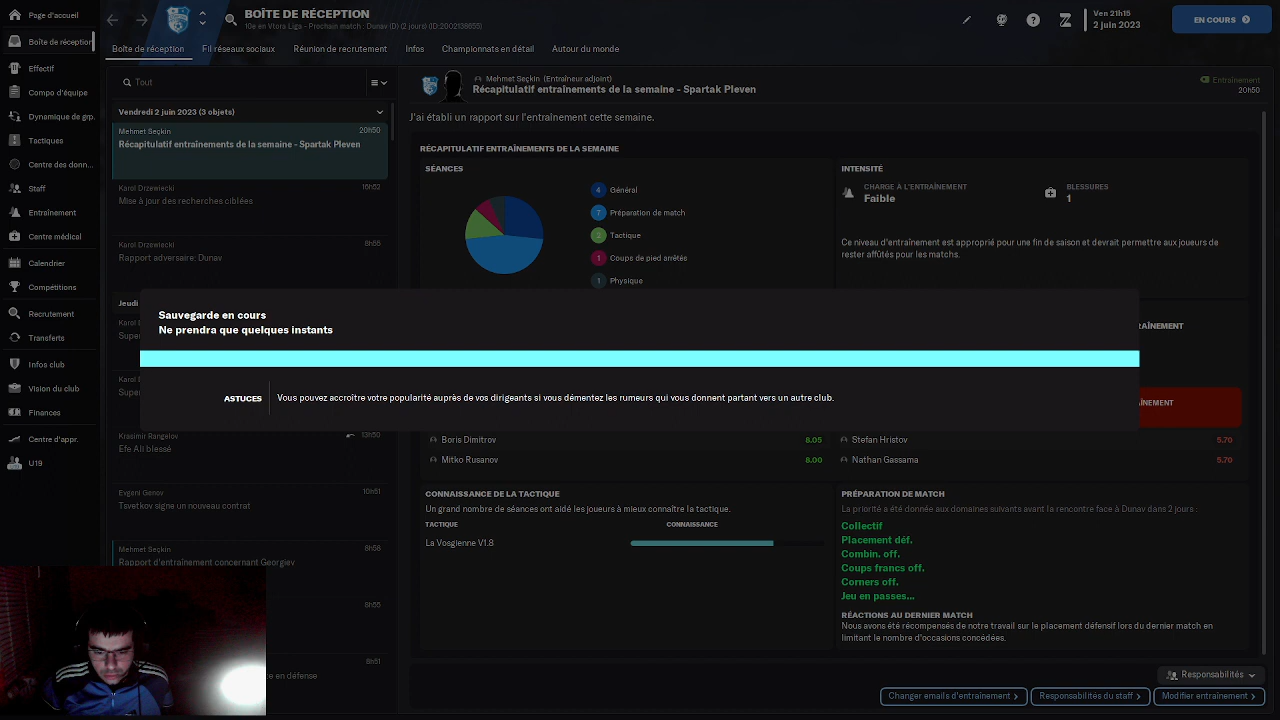 Page d'accueil
Boîte de réception
Effectif
Compo d'équipe
Dynamique de grp.
Tactiques
Centre des donn...
Staff
Entraînement
Centre médical
Calendrier
Compétitions
Recrutement
Transferts
Infos club
Vision du club
Finances
Centre d'appr.
U19
BOÎTE DE RÉCEPTION
10e en Vtora Liga - Prochain match : Dunav (D) (2 jours) (ID:2002136655)
Ven 21h15
2 juin 2023
EN COURS
Boîte de réception
Fil réseaux sociaux
Réunion de recrutement
Infos
Championnats en détail
Autour du monde
Tout
Vendredi 2 juin 2023 (3 objets)
Mehmet Seçkin 20h50
Récapitulatif entraînements de la semaine - Spartak Pleven
Karol Drzewiecki 16h52
Mise à jour des recherches ciblées
Karol Drzewiecki 8h55
Rapport adversaire: Dunav
Jeudi
Karol D
Super
Karol D
Super
Krasimir Rangelov 13h50
Efe Ali blessé
Evgeni Genov 10h51
Tsvetkov signe un nouveau contrat
Mehmet Seçkin 8h56
Rapport d'entraînement concernant Georgiev
8h55
8h51
te en défense
Mehmet Seçkin (Entraîneur adjoint)
Récapitulatif entraînements de la semaine - Spartak Pleven
Entraînement
20h50
J'ai établi un rapport sur l'entraînement cette semaine.
RÉCAPITULATIF ENTRAÎNEMENTS DE LA SEMAINE
SÉANCES
4 Général
7 Préparation de match
2 Tactique
1 Coups de pied arrêtés
1 Physique
INTENSITÉ
CHARGE À L'ENTRAÎNEMENT
Faible
BLESSURES
1
Ce niveau d'entraînement est approprié pour une fin de saison et devrait permettre aux joueurs de
rester affûtés pour les matchs.
Sauvegarde en cours
Ne prendra que quelques instants
ASTUCES
Vous pouvez accroître votre popularité auprès de vos dirigeants si vous démentez les rumeurs qui vous donnent partant vers un autre club.
RAÎNEMENT
AÎNEMENT
Boris Dimitrov 8.05
Mitko Rusanov 8.00
Stefan Hristov 5.70
Nathan Gassama 5.70
CONNAISSANCE DE LA TACTIQUE
Un grand nombre de séances ont aidé les joueurs à mieux connaître la tactique.
TACTIQUE CONNAISSANCE
La Vosgienne V1.8
PRÉPARATION DE MATCH
La priorité a été donnée aux domaines suivants avant la rencontre face à Dunav dans 2 jours :
Collectif
Placement déf.
Combin. off.
Coups francs off.
Corners off.
Jeu en passes...
RÉACTIONS AU DERNIER MATCH
Nous avons été récompensés de notre travail sur le placement défensif lors du dernier match en
limitant le nombre d'occasions concédées.
Responsabilités
Changer emails d'entraînement
Responsabilités du staff
Modifier entraînement